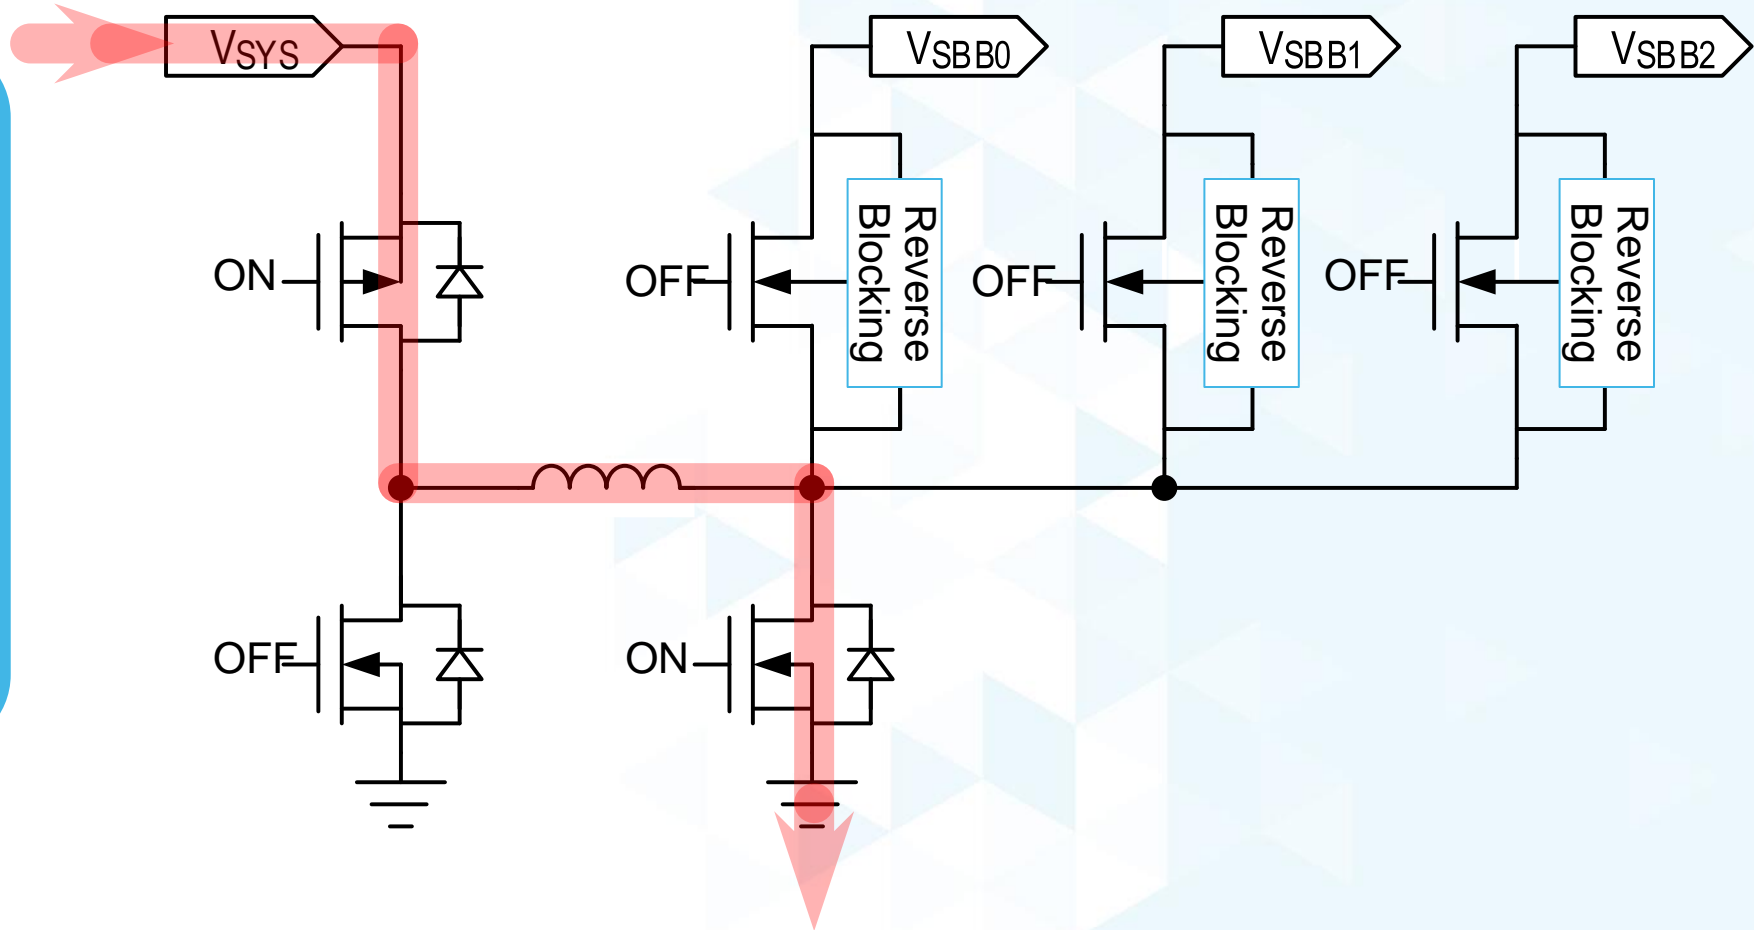 VSYS
VSBB0
VSBB1
VSBB2
ON
OFF
Reverse
Blocking
OFF
Reverse
Blocking
OFF
Reverse
Blocking
OFF
ON